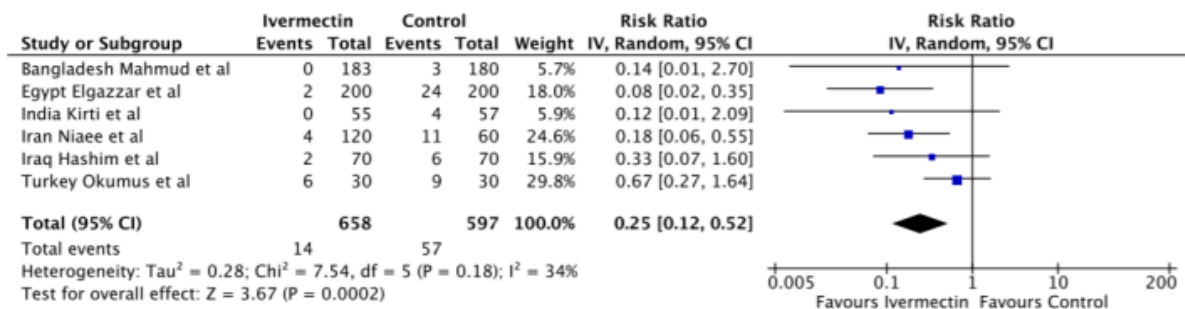 Ivermectin Control Risk Ratio Risk Ratio
Study or Subgroup Events Total Events Total Weight IV, Random, 95% CI IV, Random, 95% CI
Bangladesh Mahmud et al 0 183 3 180 5.7% 0.14 [0.01, 2.70]
Egypt Elgazzar et al 2 200 24 200 18.0% 0.08 [0.02, 0.35]
India Kirti et al 0 55 4 57 5.9% 0.12 [0.01, 2.09]
Iran Niaee et al 4 120 11 60 24.6% 0.18 [0.06, 0.55]
Iraq Hashim et al 2 70 6 70 15.9% 0.33 [0.07, 1.60]
Turkey Okumus et al 6 30 9 30 29.8% 0.67 [0.27, 1.64]
Total (95% CI) 658 597 100.0% 0.25 [0.12, 0.52]
Total events 14 57
Heterogeneity: Tau² = 0.28; Chi² = 7.54, df = 5 (P = 0.18); I² = 34%
Test for overall effect: Z = 3.67 (P = 0.0002)
0.005 0.1 1 10 200
Favours Ivermectin Favours Control